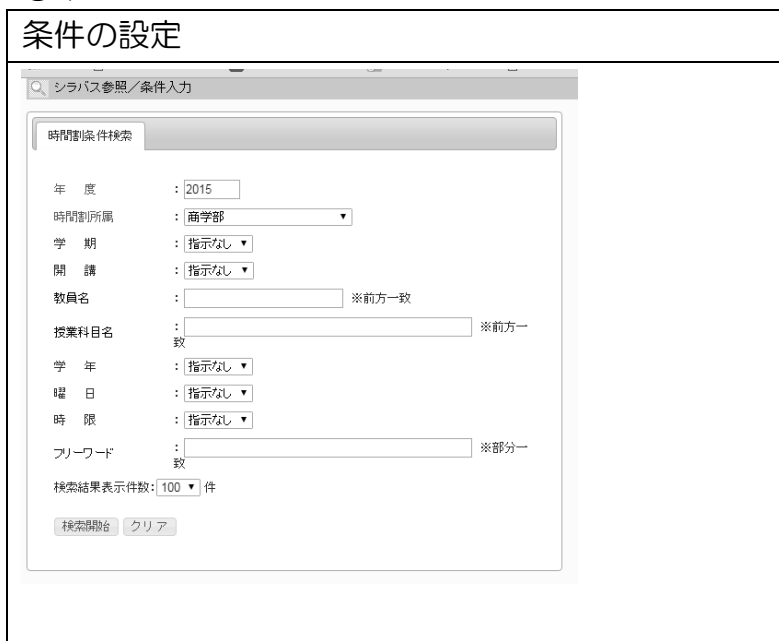 条件の設定
シラバス参照／条件入力
時間割条件検索
年 度 : 2015
時間割所属 : 商学部 ▼
学 期 : 指示なし ▼
開 講 : 指示なし ▼
教員名 : ※前方一致
授業科目名 : ※前方一
致
学 年 : 指示なし ▼
曜 日 : 指示なし ▼
時 限 : 指示なし ▼
フリーワード : ※部分一
致
検索結果表示件数: 100 ▼ 件
検索開始 クリア